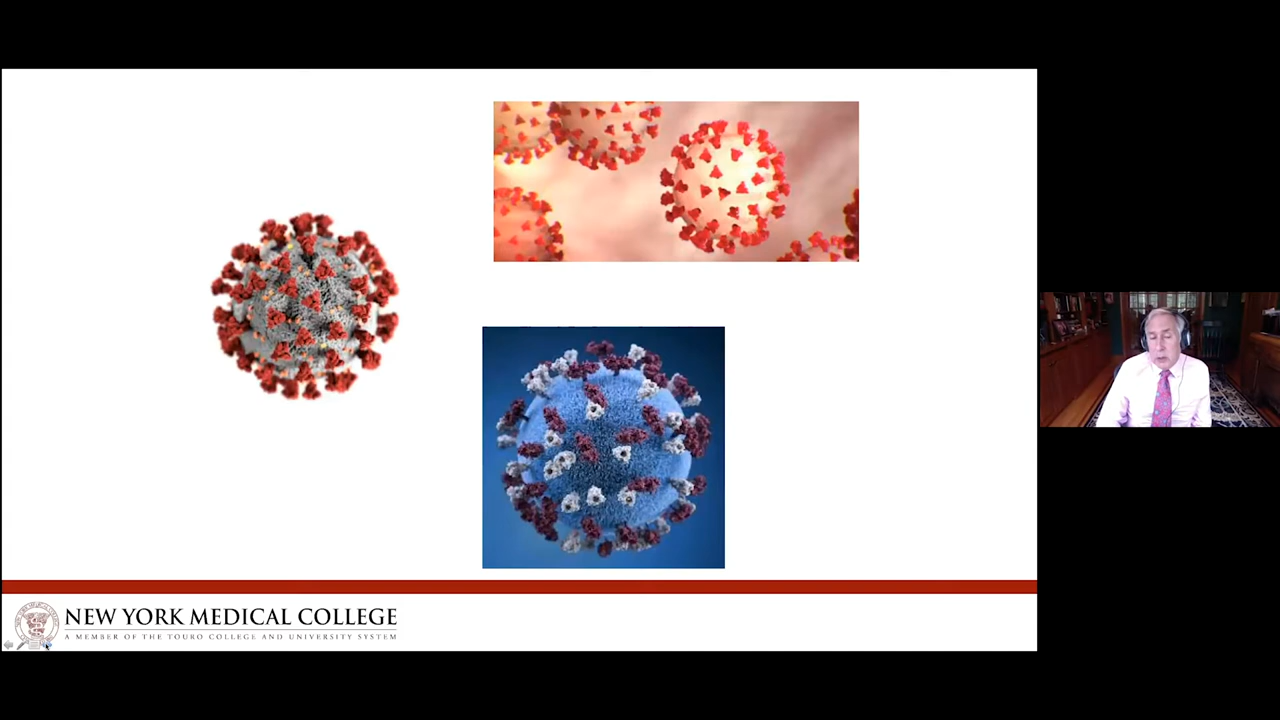 NEW YORK MEDICAL COLLEGE
A MEMBER OF THE TOURO COLLEGE AND UNIVERSITY SYSTEM